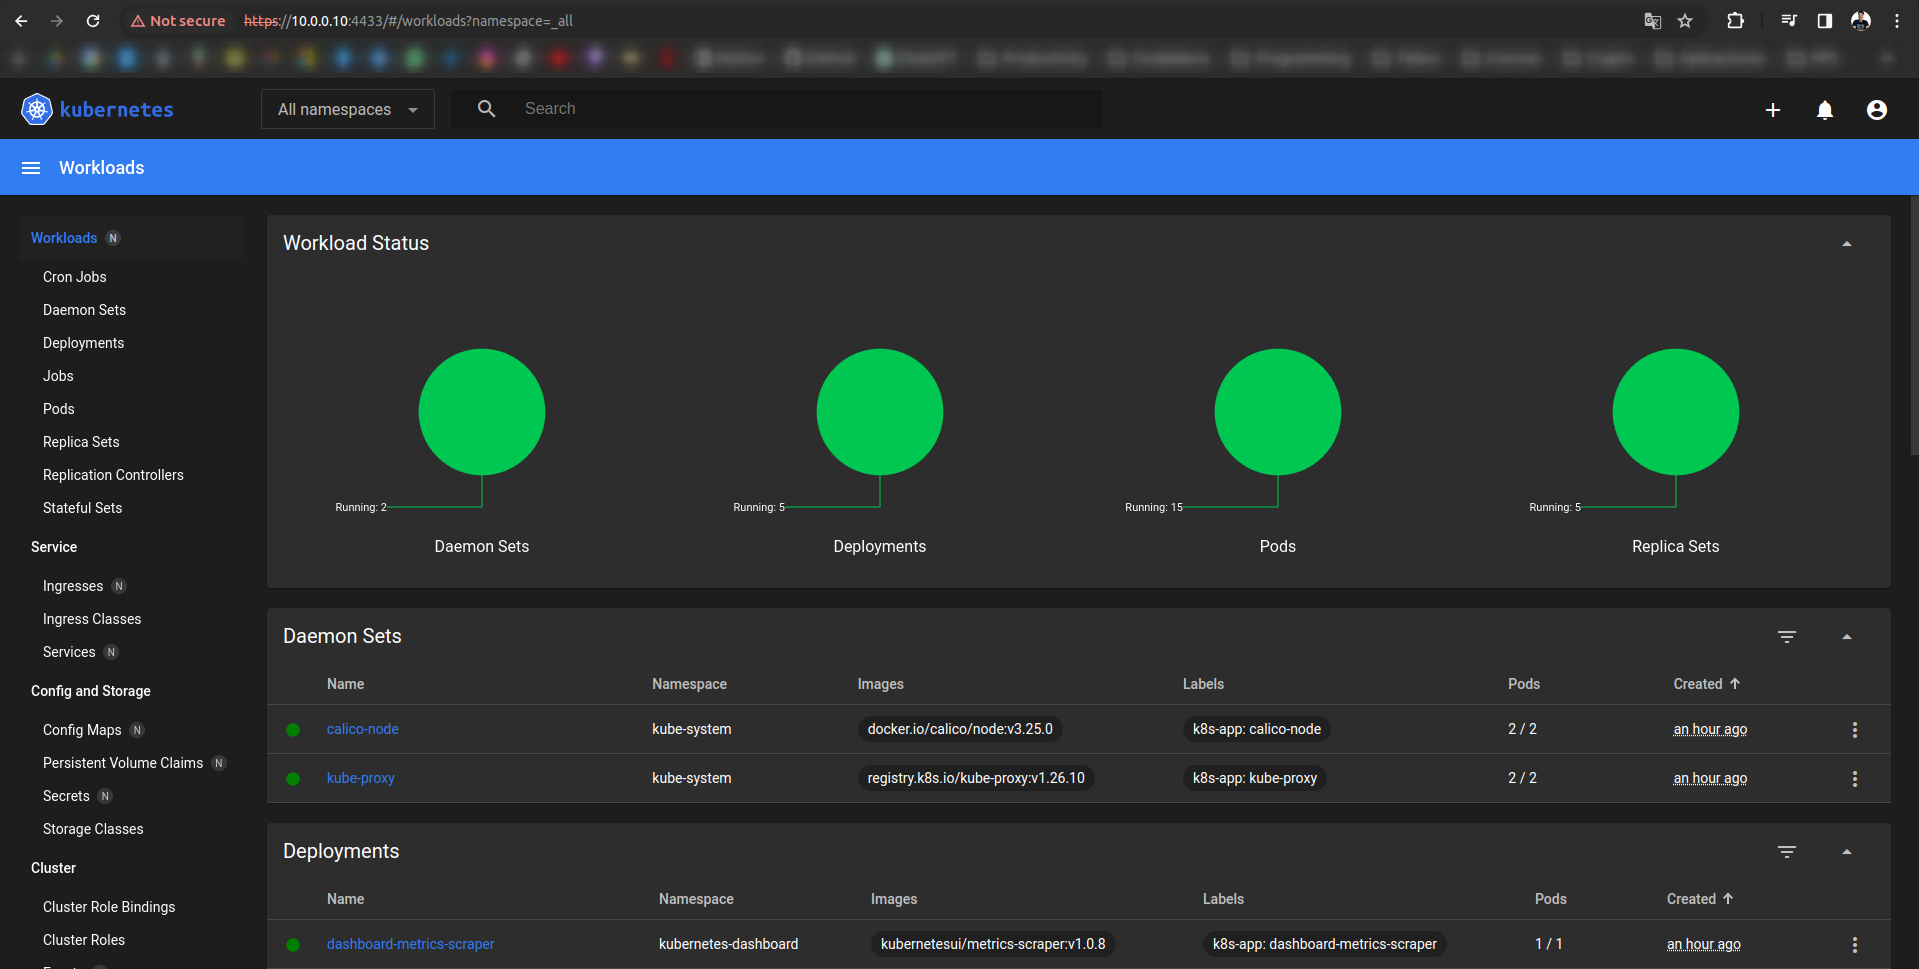 Not secure https://10.0.0.10:4433/#/workloads?namespace=_all
kubernetes All namespaces Search
Workloads
Workloads N
Cron Jobs
Daemon Sets
Deployments
Jobs
Pods
Replica Sets
Replication Controllers
Stateful Sets
Service
Ingresses N
Ingress Classes
Services N
Config and Storage
Config Maps N
Persistent Volume Claims N
Secrets N
Storage Classes
Cluster
Cluster Role Bindings
Cluster Roles
Workload Status
Running: 2 Running: 5 Running: 15 Running: 5
Daemon Sets Deployments Pods Replica Sets
Daemon Sets
Name Namespace Images Labels Pods Created
calico-node kube-system docker.io/calico/node:v3.25.0 k8s-app: calico-node 2 / 2 an hour ago
kube-proxy kube-system registry.k8s.io/kube-proxy:v1.26.10 k8s-app: kube-proxy 2 / 2 an hour ago
Deployments
Name Namespace Images Labels Pods Created
dashboard-metrics-scraper kubernetes-dashboard kubernetesui/metrics-scraper:v1.0.8 k8s-app: dashboard-metrics-scraper 1 / 1 an hour ago